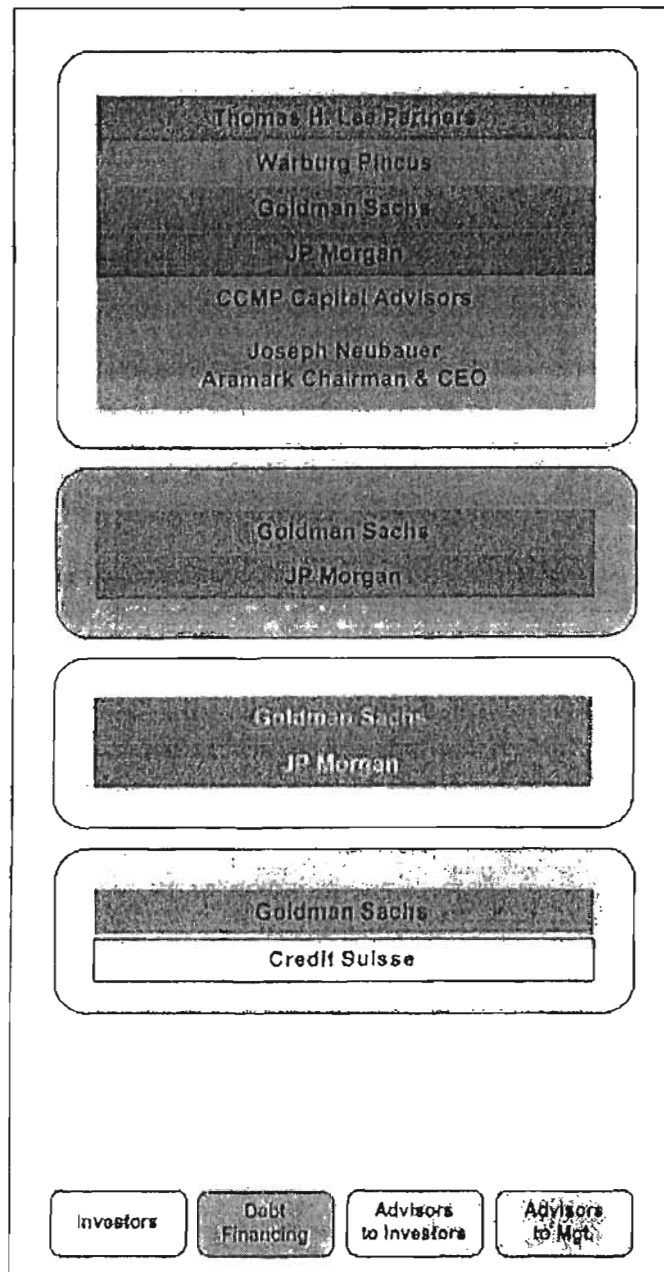 Thomas H. Lee Partners
Warburg Pincus
Goldman Sachs
JP Morgan
CCMP Capital Advisors
Joseph Neubauer
Aramark Chairman & CEO
Goldman Sachs
JP Morgan
Goldman Sachs
JP Morgan
Goldman Sachs
Credit Suisse
Investors
Debt
Financing
Advisors
to Investors
Advisors
to Mgt.